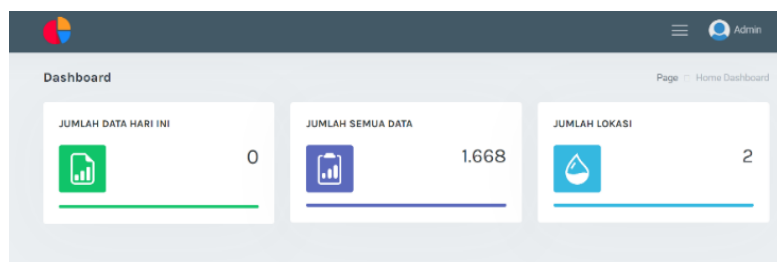 Admin
Dashboard
Page Home Dashboard
JUMLAH DATA HARI INI
0
JUMLAH SEMUA DATA
1.668
JUMLAH LOKASI
2